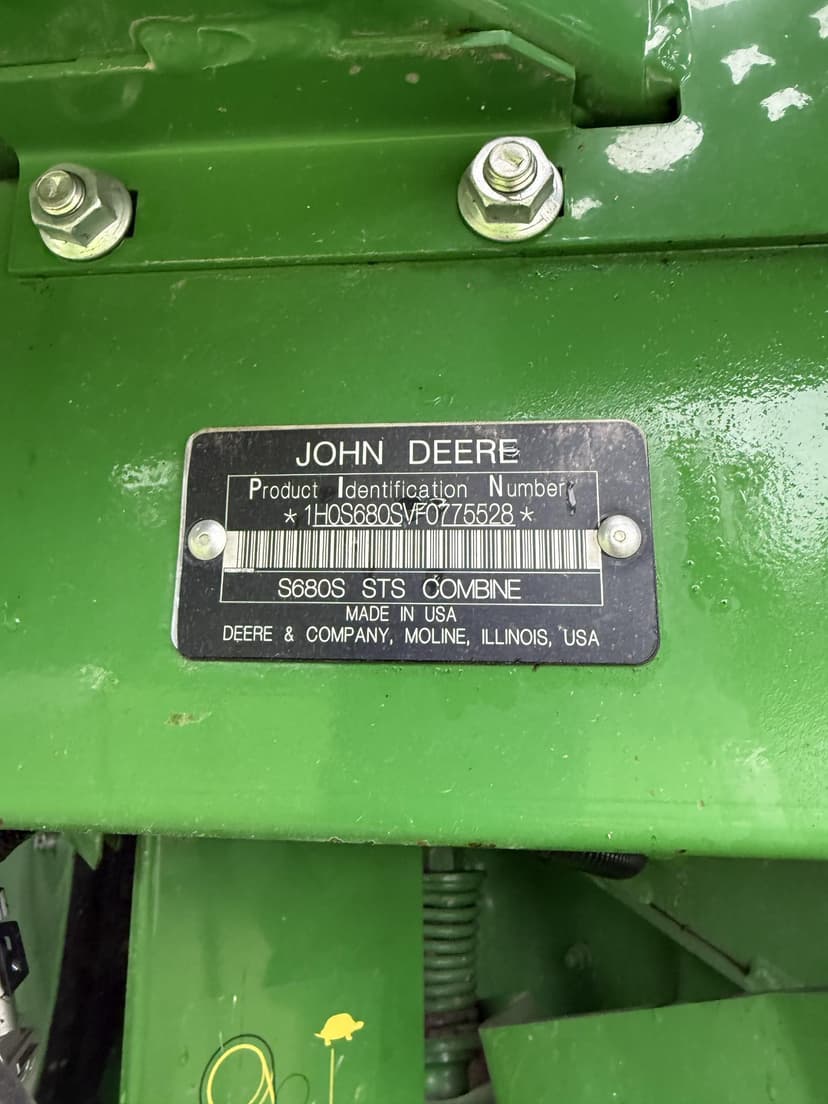 JOHN DEERE
Product Identification Number
*1H0S680SVF0775528*
S680S STS COMBINE
MADE IN USA
DEERE & COMPANY, MOLINE, ILLINOIS, USA